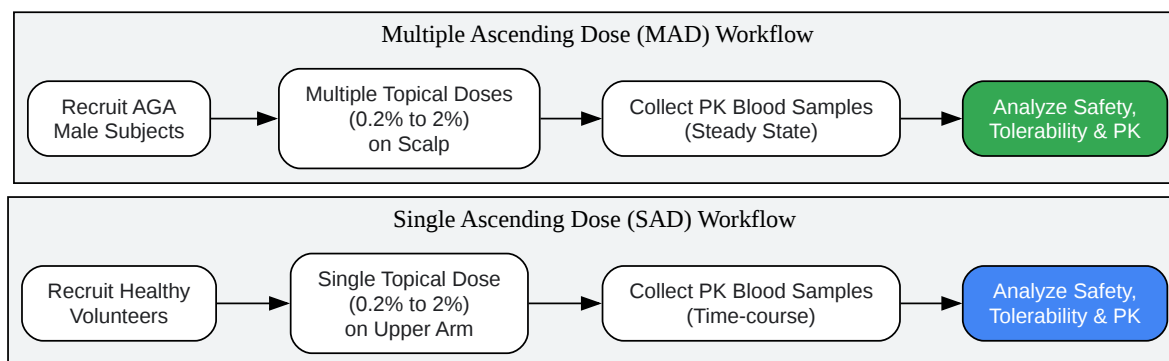 Multiple Ascending Dose (MAD) Workflow
Recruit AGA
Male Subjects
Multiple Topical Doses
(0.2% to 2%)
on Scalp
Collect PK Blood Samples
(Steady State)
Analyze Safety,
Tolerability & PK
Single Ascending Dose (SAD) Workflow
Recruit Healthy
Volunteers
Single Topical Dose
(0.2% to 2%)
on Upper Arm
Collect PK Blood Samples
(Time-course)
Analyze Safety,
Tolerability & PK